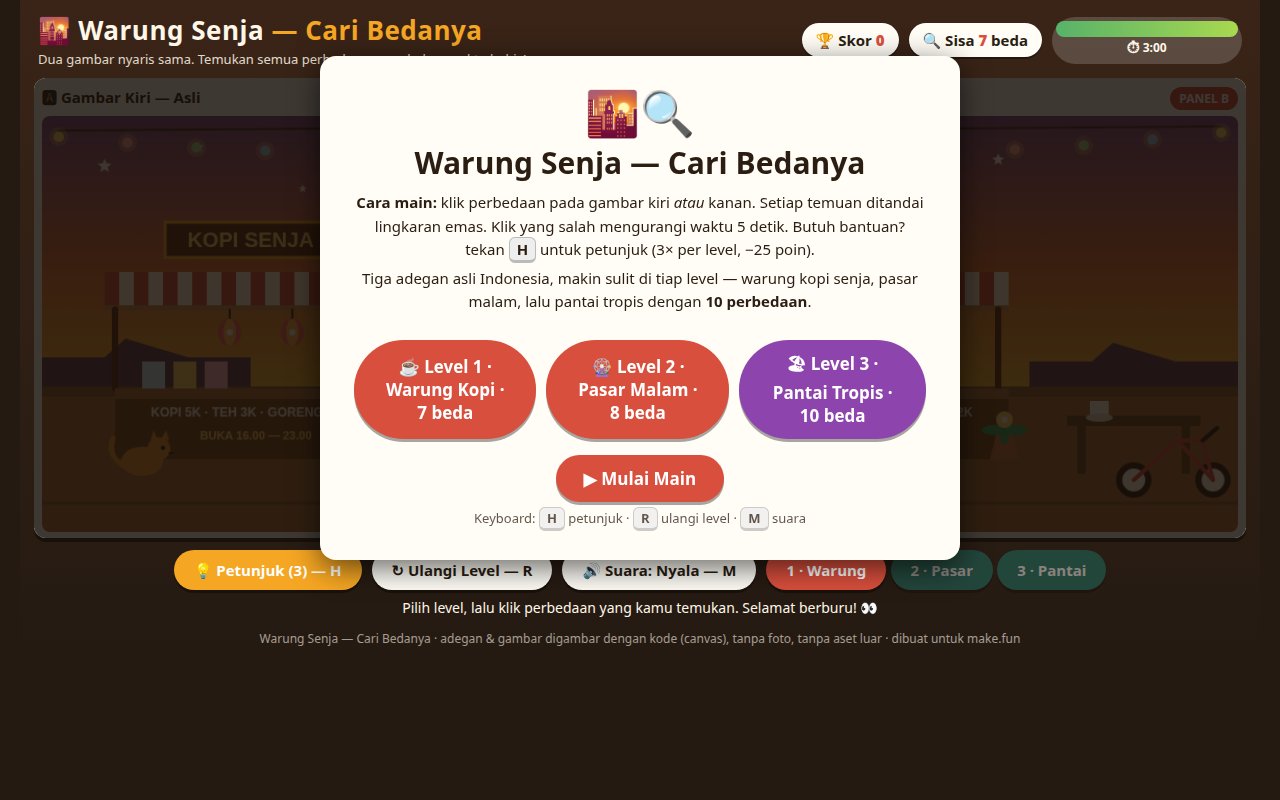 Warung Senja — Cari Bedanya
Dua gambar nyaris sama. Temukan semua
🏆 Skor 0
🔍 Sisa 7 beda
⏱ 3:00
🅰 Gambar Kiri — Asli
PANEL B
KOPI SENJA
KOPI 5K · TEH 3K · GORENG
BUKA 16.00 — 23.00
2K
Warung Senja — Cari Bedanya
Cara main: klik perbedaan pada gambar kiri atau kanan. Setiap temuan ditandai
lingkaran emas. Klik yang salah mengurangi waktu 5 detik. Butuh bantuan?
tekan H untuk petunjuk (3× per level, −25 poin).
Tiga adegan asli Indonesia, makin sulit di tiap level — warung kopi senja, pasar
malam, lalu pantai tropis dengan 10 perbedaan.
☕ Level 1 ·
Warung Kopi ·
7 beda
🎡 Level 2 ·
Pasar Malam ·
8 beda
🏖 Level 3 ·
Pantai Tropis ·
10 beda
▶ Mulai Main
Keyboard: H petunjuk · R ulangi level · M suara
💡 Petunjuk (3) — H
↻ Ulangi Level — R
🔊 Suara: Nyala — M
1 · Warung
2 · Pasar
3 · Pantai
Pilih level, lalu klik perbedaan yang kamu temukan. Selamat berburu! 👀
Warung Senja — Cari Bedanya · adegan & gambar digambar dengan kode (canvas), tanpa foto, tanpa aset luar · dibuat untuk make.fun